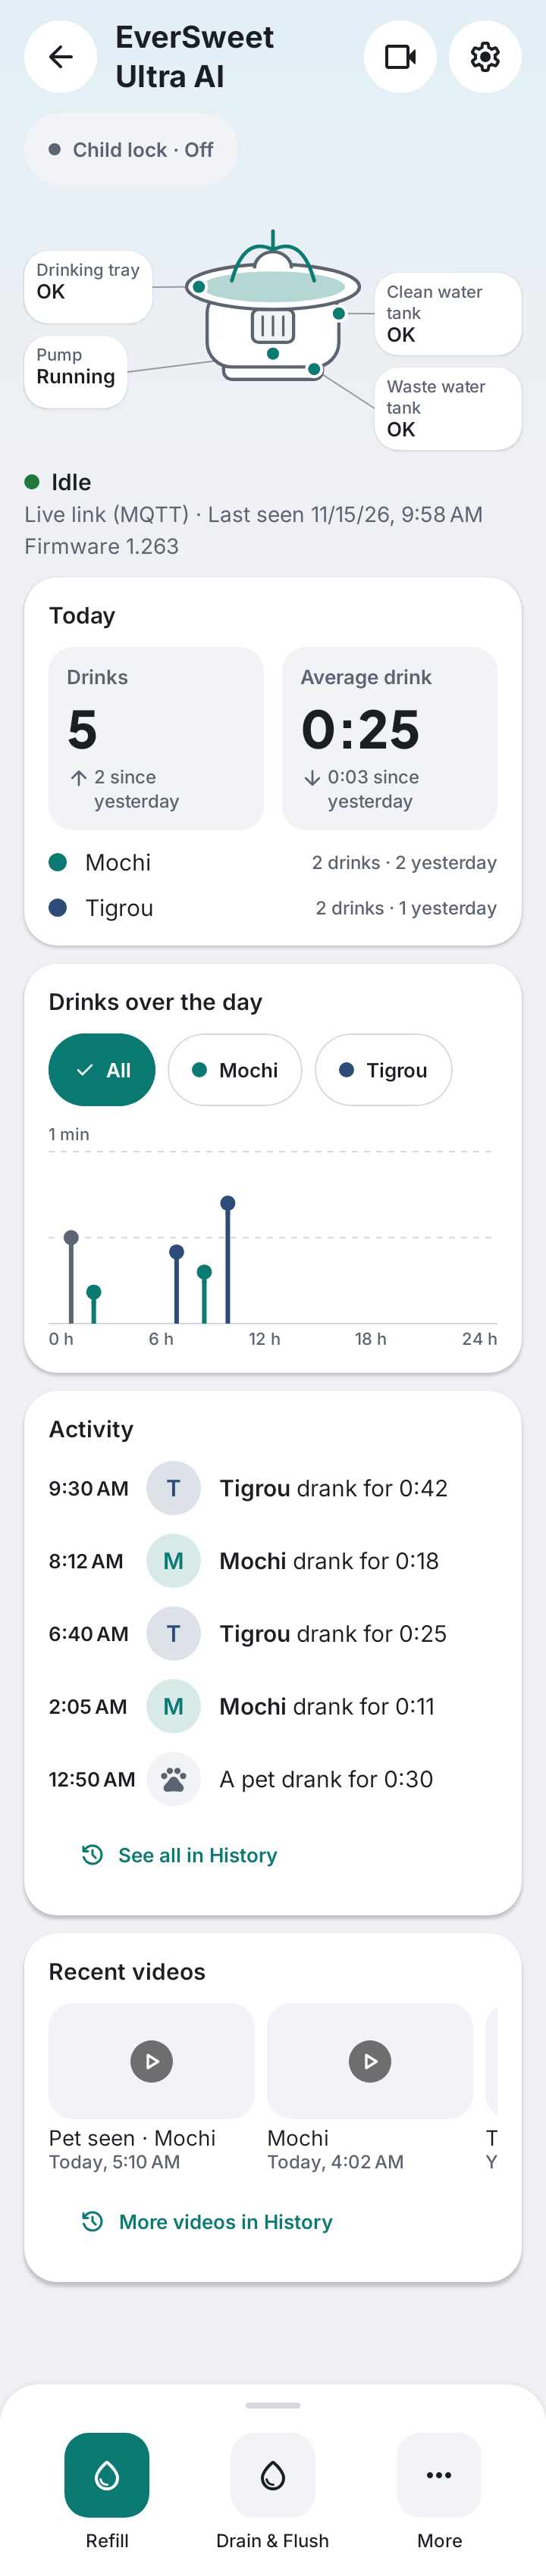 EverSweet
Ultra AI
Child lock · Off
Drinking tray
OK
Clean water
tank
OK
Pump
Running
Waste water
tank
OK
Idle
Live link (MQTT) · Last seen 11/15/26, 9:58 AM
Firmware 1.263
Today
Drinks
5
↑ 2 since
yesterday
Average drink
0:25
↓ 0:03 since
yesterday
Mochi 2 drinks · 2 yesterday
Tigrou 2 drinks · 1 yesterday
Drinks over the day
All Mochi Tigrou
1 min
0 h 6 h 12 h 18 h 24 h
Activity
9:30 AM T Tigrou drank for 0:42
8:12 AM M Mochi drank for 0:18
6:40 AM T Tigrou drank for 0:25
2:05 AM M Mochi drank for 0:11
12:50 AM A pet drank for 0:30
See all in History
Recent videos
Pet seen · Mochi Mochi T
Today, 5:10 AM Today, 4:02 AM Y
More videos in History
Refill Drain & Flush More